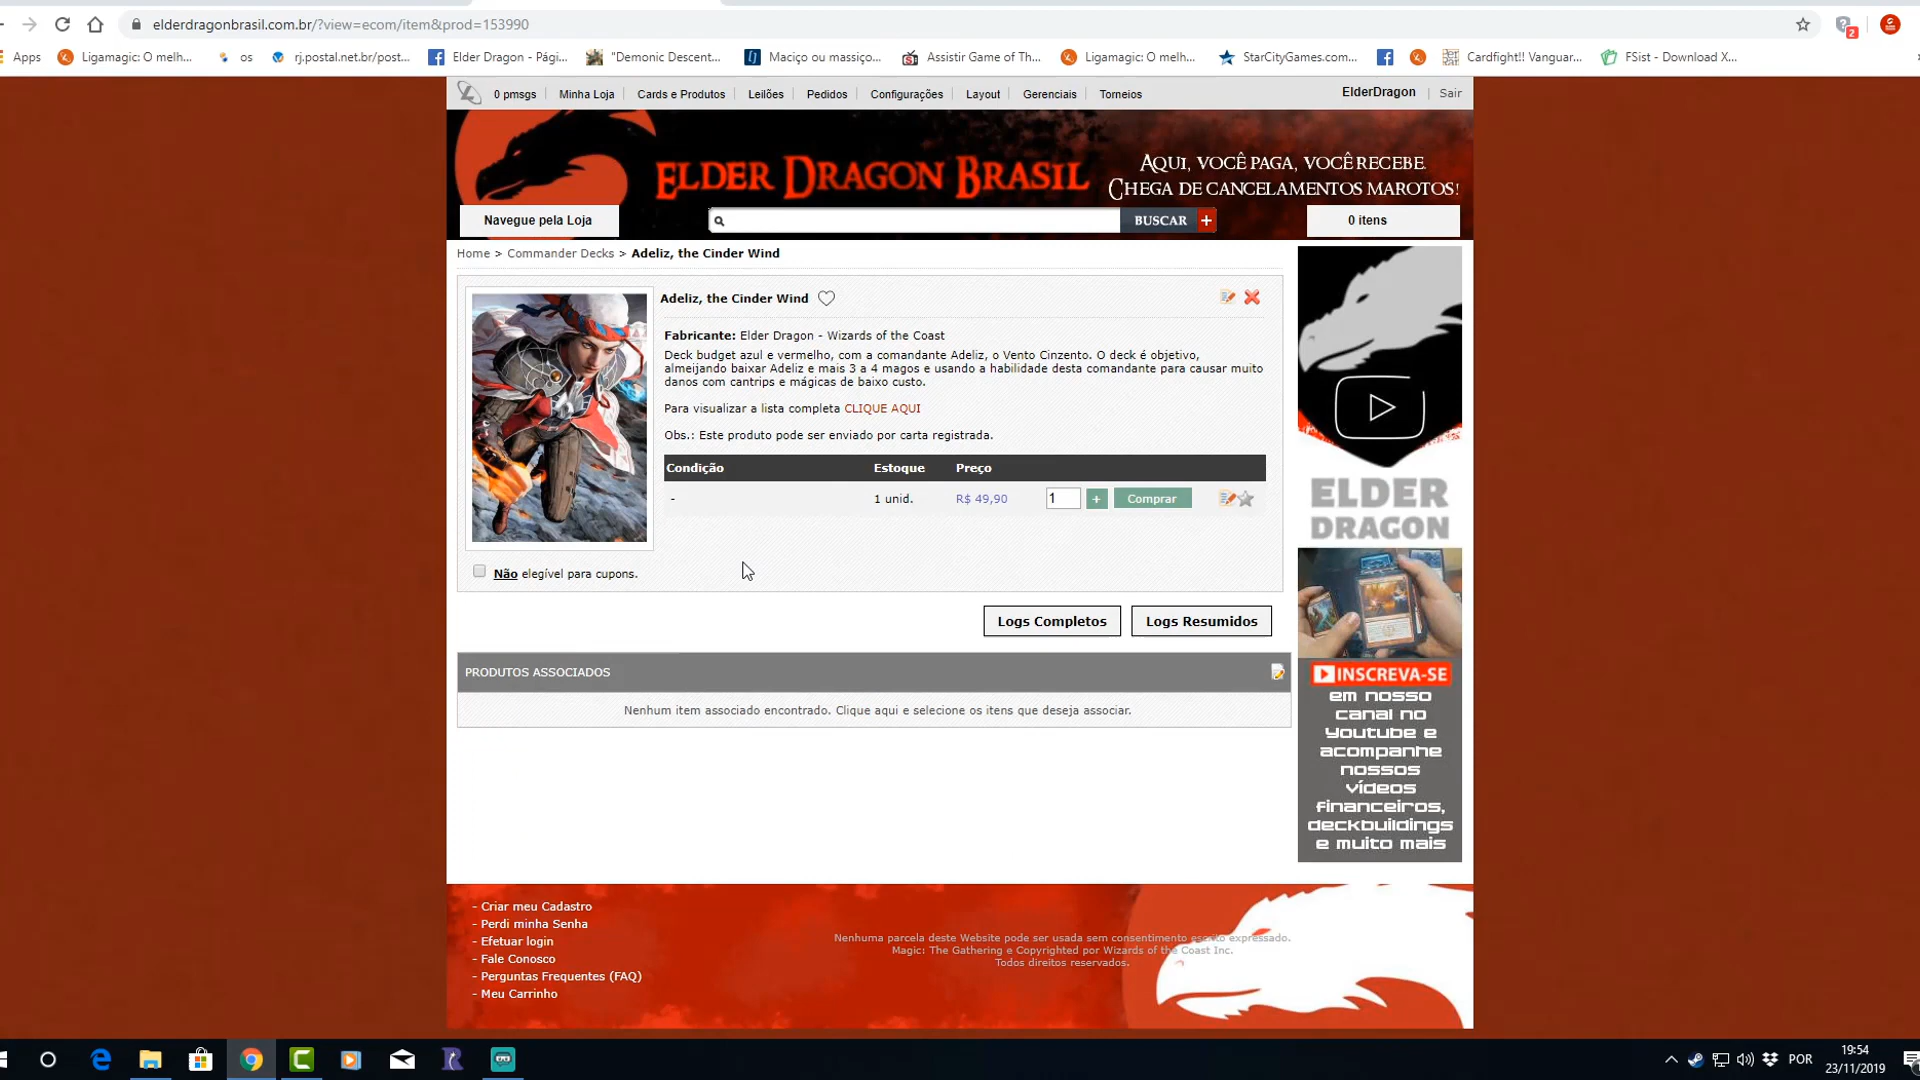 elderdragonbrasil.com.br/?view=ecom/item&prod=153990
2
Apps
Ligamagic: O melh...
os
rj.postal.net.br/post...
Elder Dragon - Pági...
"Demonic Descent...
Maciço ou massiço...
Assistir Game of Th...
Ligamagic: O melh...
StarCityGames.com...
Cardfight!! Vanguar...
FSist - Download X...
0 pmsgs
Minha Loja
Cards e Produtos
Leilões
Pedidos
Configurações
Layout
Gerenciais
Torneios
ElderDragon
Sair
ELDER DRAGON BRASIL
AQUI, VOCÊ PAGA, VOCÊ RECEBE.
CHEGA DE CANCELAMENTOS MAROTOS!
Navegue pela Loja
BUSCAR +
0 itens
Home > Commander Decks > Adeliz, the Cinder Wind
Adeliz, the Cinder Wind
Fabricante: Elder Dragon - Wizards of the Coast
Deck budget azul e vermelho, com a comandante Adeliz, o Vento Cinzento. O deck é objetivo,
almejando baixar Adeliz e mais 3 a 4 magos e usando a habilidade desta comandante para causar muito
danos com cantrips e mágicas de baixo custo.
Para visualizar a lista completa CLIQUE AQUI
Obs.: Este produto pode ser enviado por carta registrada.
Condição Estoque Preço
- 1 unid. R$ 49,90 1 + Comprar
Não elegível para cupons.
Logs Completos
Logs Resumidos
PRODUTOS ASSOCIADOS
Nenhum item associado encontrado. Clique aqui e selecione os itens que deseja associar.
ELDER
DRAGON
INSCREVA-SE
em nosso
canal no
Youtube e
acompanhe
nossos
vídeos
financeiros,
deckbuildings
e muito mais
- Criar meu Cadastro
- Perdi minha Senha
- Efetuar login
- Fale Conosco
- Perguntas Frequentes (FAQ)
- Meu Carrinho
Nenhuma parcela deste Website pode ser usada sem consentimento escrito expressado.
Magic: The Gathering e Copyrighted por Wizards of the Coast Inc.
Todos direitos reservados.
POR
19:54
23/11/2019